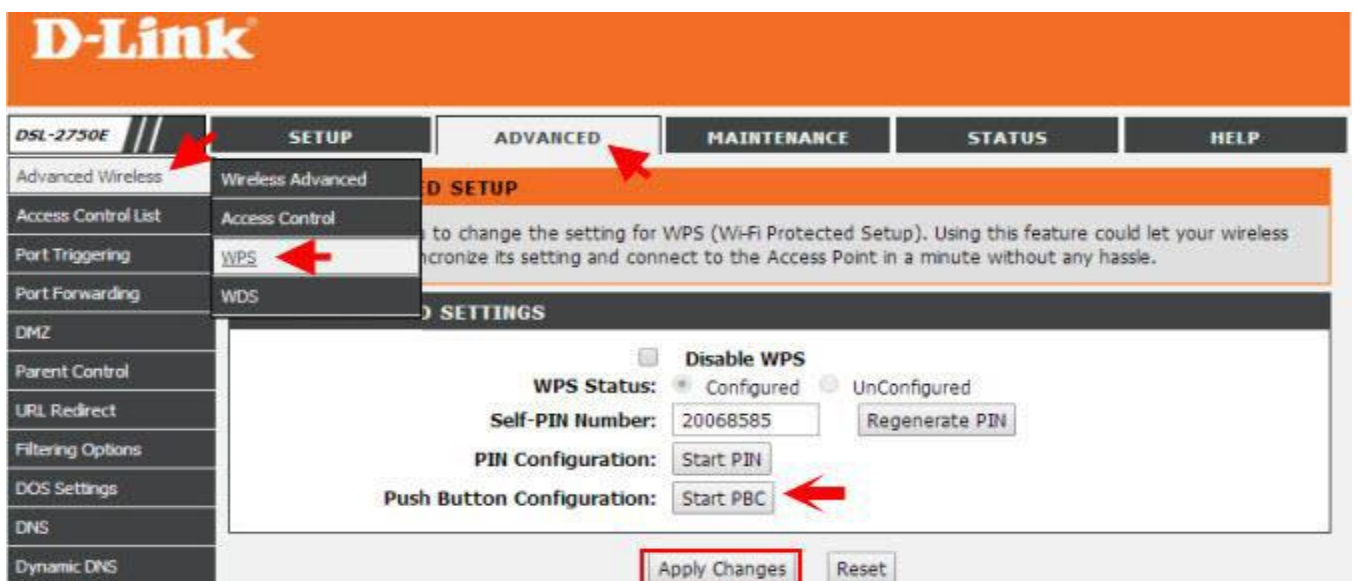 D-Link
DSL-2750E
SETUP
ADVANCED
MAINTENANCE
STATUS
HELP
Advanced Wireless
Access Control List
Port Triggering
Port Forwarding
DMZ
Parent Control
URL Redirect
Filtering Options
DOS Settings
DNS
Dynamic DNS
Wireless Advanced
Access Control
WPS
WDS
SETUP
to change the setting for WPS (Wi-Fi Protected Setup). Using this feature could let your wireless
its setting and connect to the Access Point in a minute without any hassle.
SETTINGS
Disable WPS
WPS Status: Configured UnConfigured
Self-PIN Number: 20068585 Regenerate PIN
PIN Configuration: Start PIN
Push Button Configuration: Start PBC
Apply Changes Reset